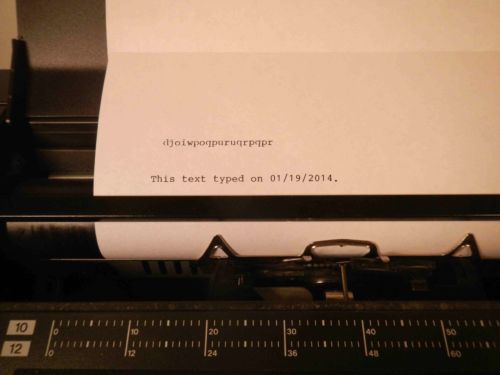 djoiwpoqpuruqrpqpr
This text typed on 01/19/2014.
10 0 10 20 30 40 50
12 0 12 24 36 48 60